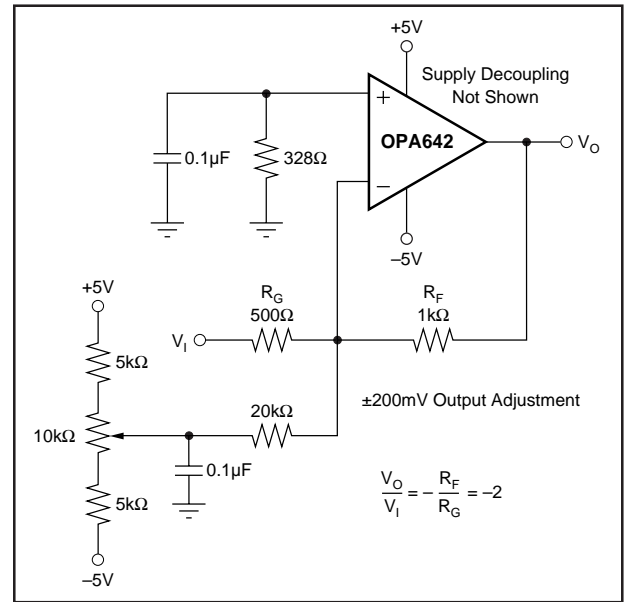 +5V
Supply Decoupling
Not Shown
+
OPA642
−
V_O
0.1µF
328Ω
–5V
+5V
R_G
500Ω
R_F
1kΩ
V_I
5kΩ
20kΩ
±200mV Output Adjustment
10kΩ
0.1µF
5kΩ
V_O/V_I = – R_F/R_G = –2
–5V